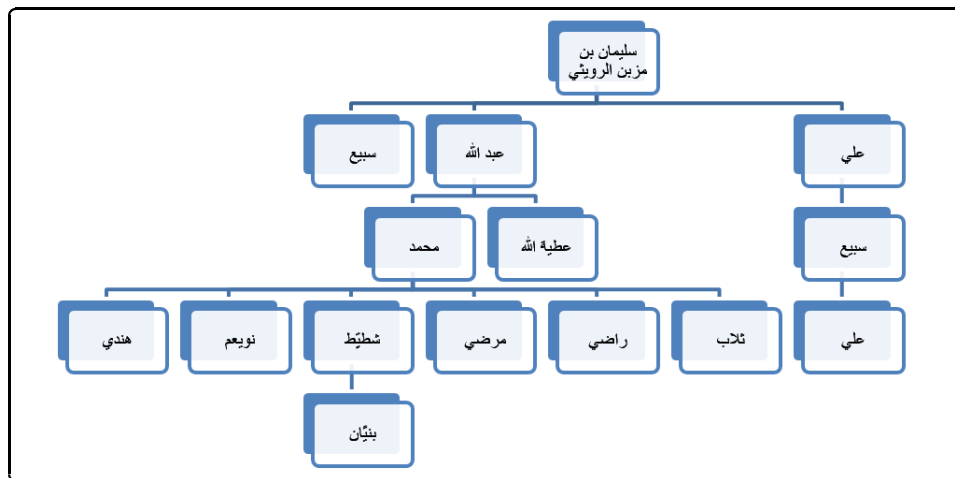 سليمان بن
مزبن الرويثي
علي
عبد الله
سبيع
سبيع
عطية الله
محمد
علي
ثلاب
راضي
مرضي
شطيّط
نويعم
هندي
بنيّان